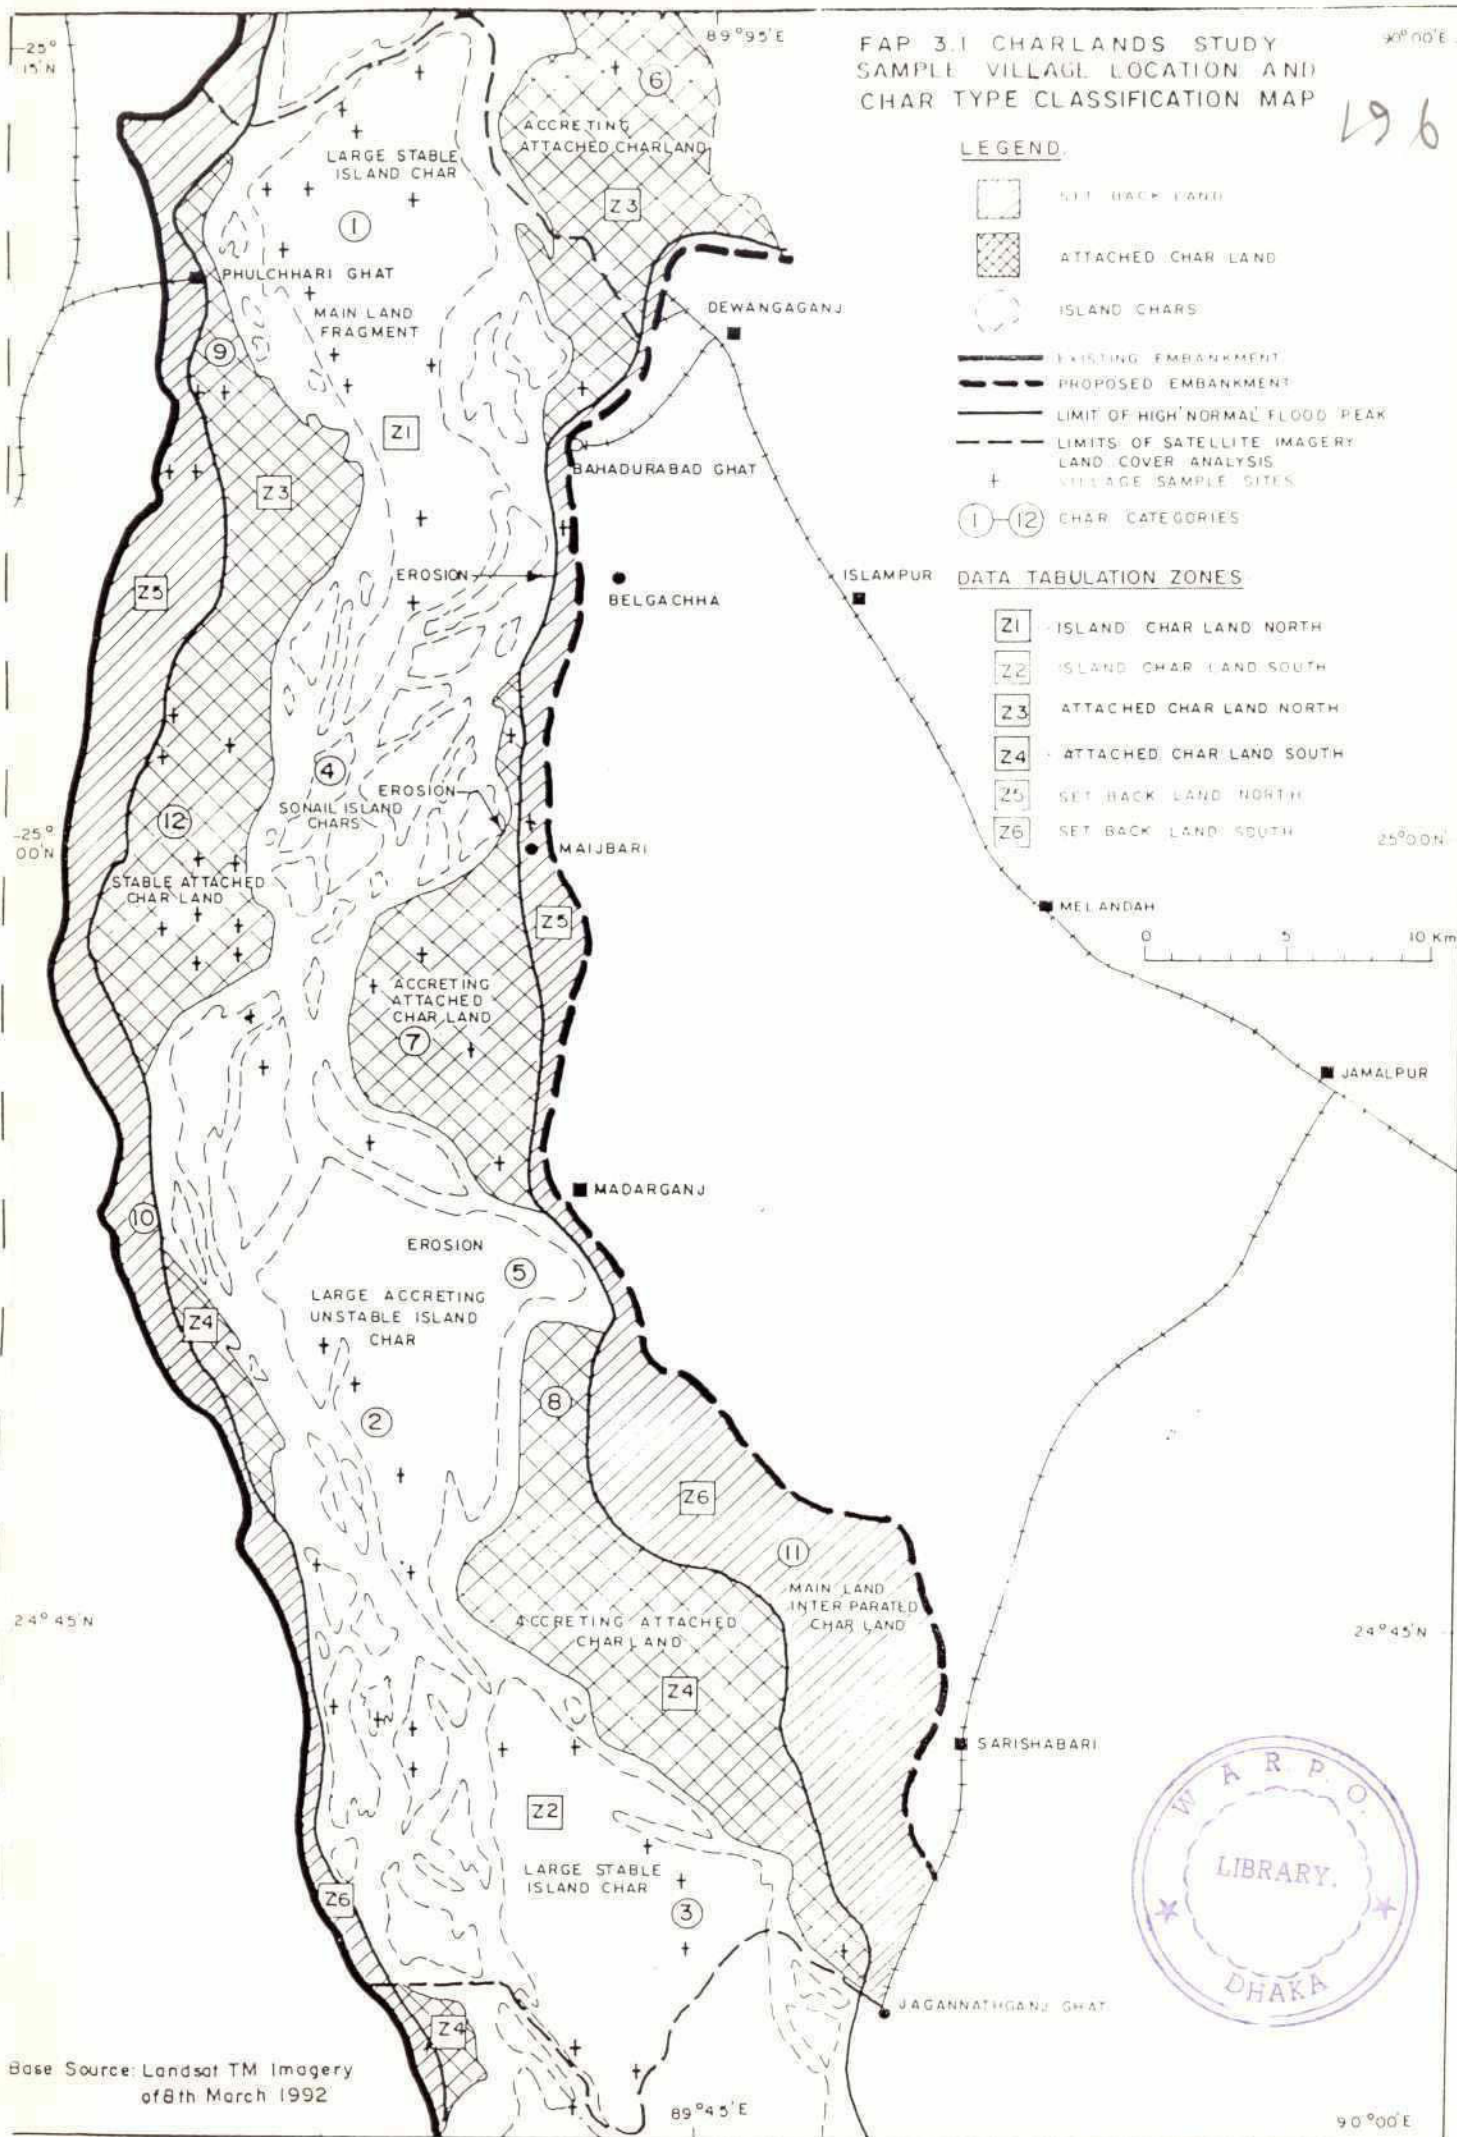 89°95'E
FAP 3.1 CHARLANDS STUDY
SAMPLE VILLAGE LOCATION AND
CHAR TYPE CLASSIFICATION MAP
90°00'E
196
-25°
15'N
LEGEND
SET BACK LAND
ATTACHED CHAR LAND
ISLAND CHARS
EXISTING EMBANKMENT
PROPOSED EMBANKMENT
LIMIT OF HIGH NORMAL FLOOD PEAK
LIMITS OF SATELLITE IMAGERY
LAND COVER ANALYSIS
VILLAGE SAMPLE SITES
1-12 CHAR CATEGORIES
DATA TABULATION ZONES
Z1 ISLAND CHAR LAND NORTH
Z2 ISLAND CHAR LAND SOUTH
Z3 ATTACHED CHAR LAND NORTH
Z4 ATTACHED CHAR LAND SOUTH
Z5 SET BACK LAND NORTH
Z6 SET BACK LAND SOUTH
25°00N
0 5 10 Km
6
ACCRETING
ATTACHED CHARLAND
Z3
LARGE STABLE
ISLAND CHAR
1
PHULCHHARI GHAT
MAIN LAND
FRAGMENT
9
DEWANGAGANJ
Z1
BAHADURABAD GHAT
Z3
EROSION
BELGACHHA
ISLAMPUR
Z5
4
SONAIL ISLAND
CHARS
EROSION
MAIJBARI
-25°
00'N
12
STABLE ATTACHED
CHAR LAND
Z5
MELANDAH
ACCRETING
ATTACHED
CHAR LAND
7
JAMALPUR
MADARGANJ
10
EROSION
5
LARGE ACCRETING
UNSTABLE ISLAND
CHAR
Z4
8
2
Z6
11
MAIN LAND
INTER PARATED
CHAR LAND
24°45'N
24°45'N
ACCRETING ATTACHED
CHARLAND
Z4
SARISHABARI
Z2
LARGE STABLE
ISLAND CHAR
3
Z6
W A R P O.
LIBRARY.
DHAKA
JAGANNATHGANJ GHAT
Z4
Base Source: Landsat TM Imagery
of 8th March 1992
89°45'E
90°00'E